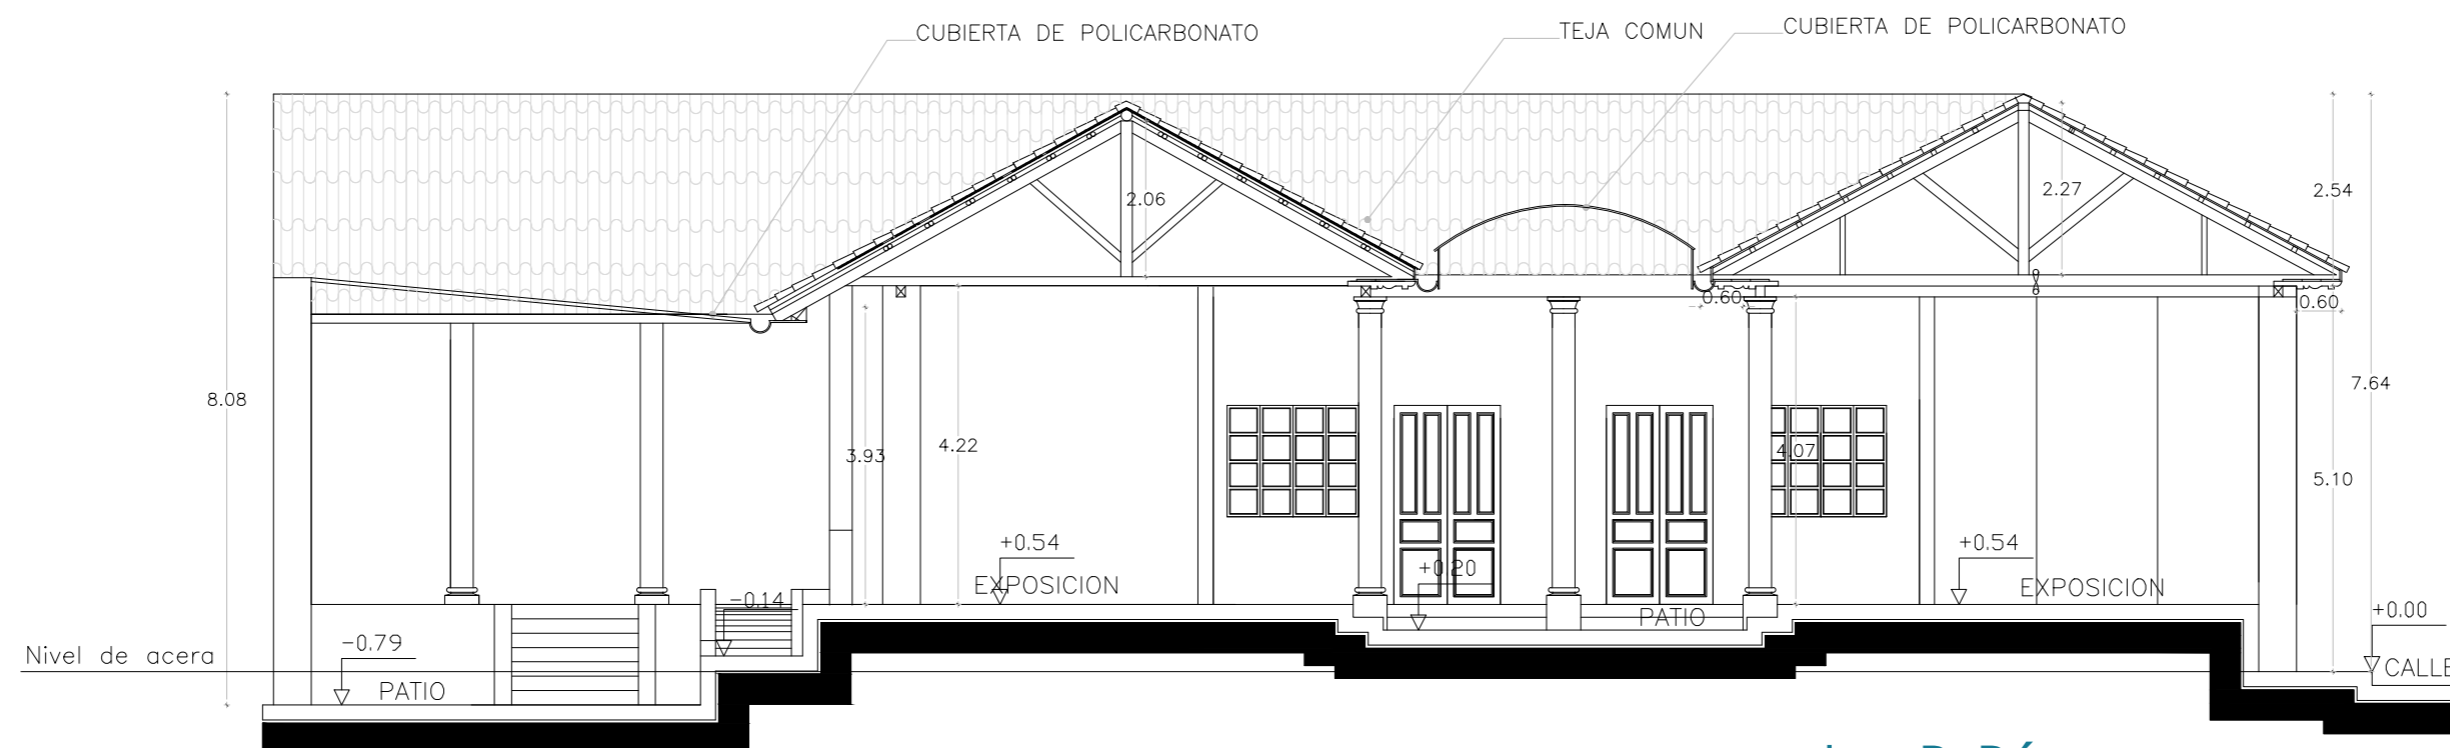 CUBIERTA DE POLICARBONATO
TEJA COMUN
CUBIERTA DE POLICARBONATO
2.06
2.27
2.54
0.60
0.60
8.08
7.64
3.93
4.22
4.07
5.10
+0.54
EXPOSICION
+0.54
EXPOSICION
+0.20
PATIO
-0.14
-0.79
PATIO
Nivel de acera
+0.00
CALLE